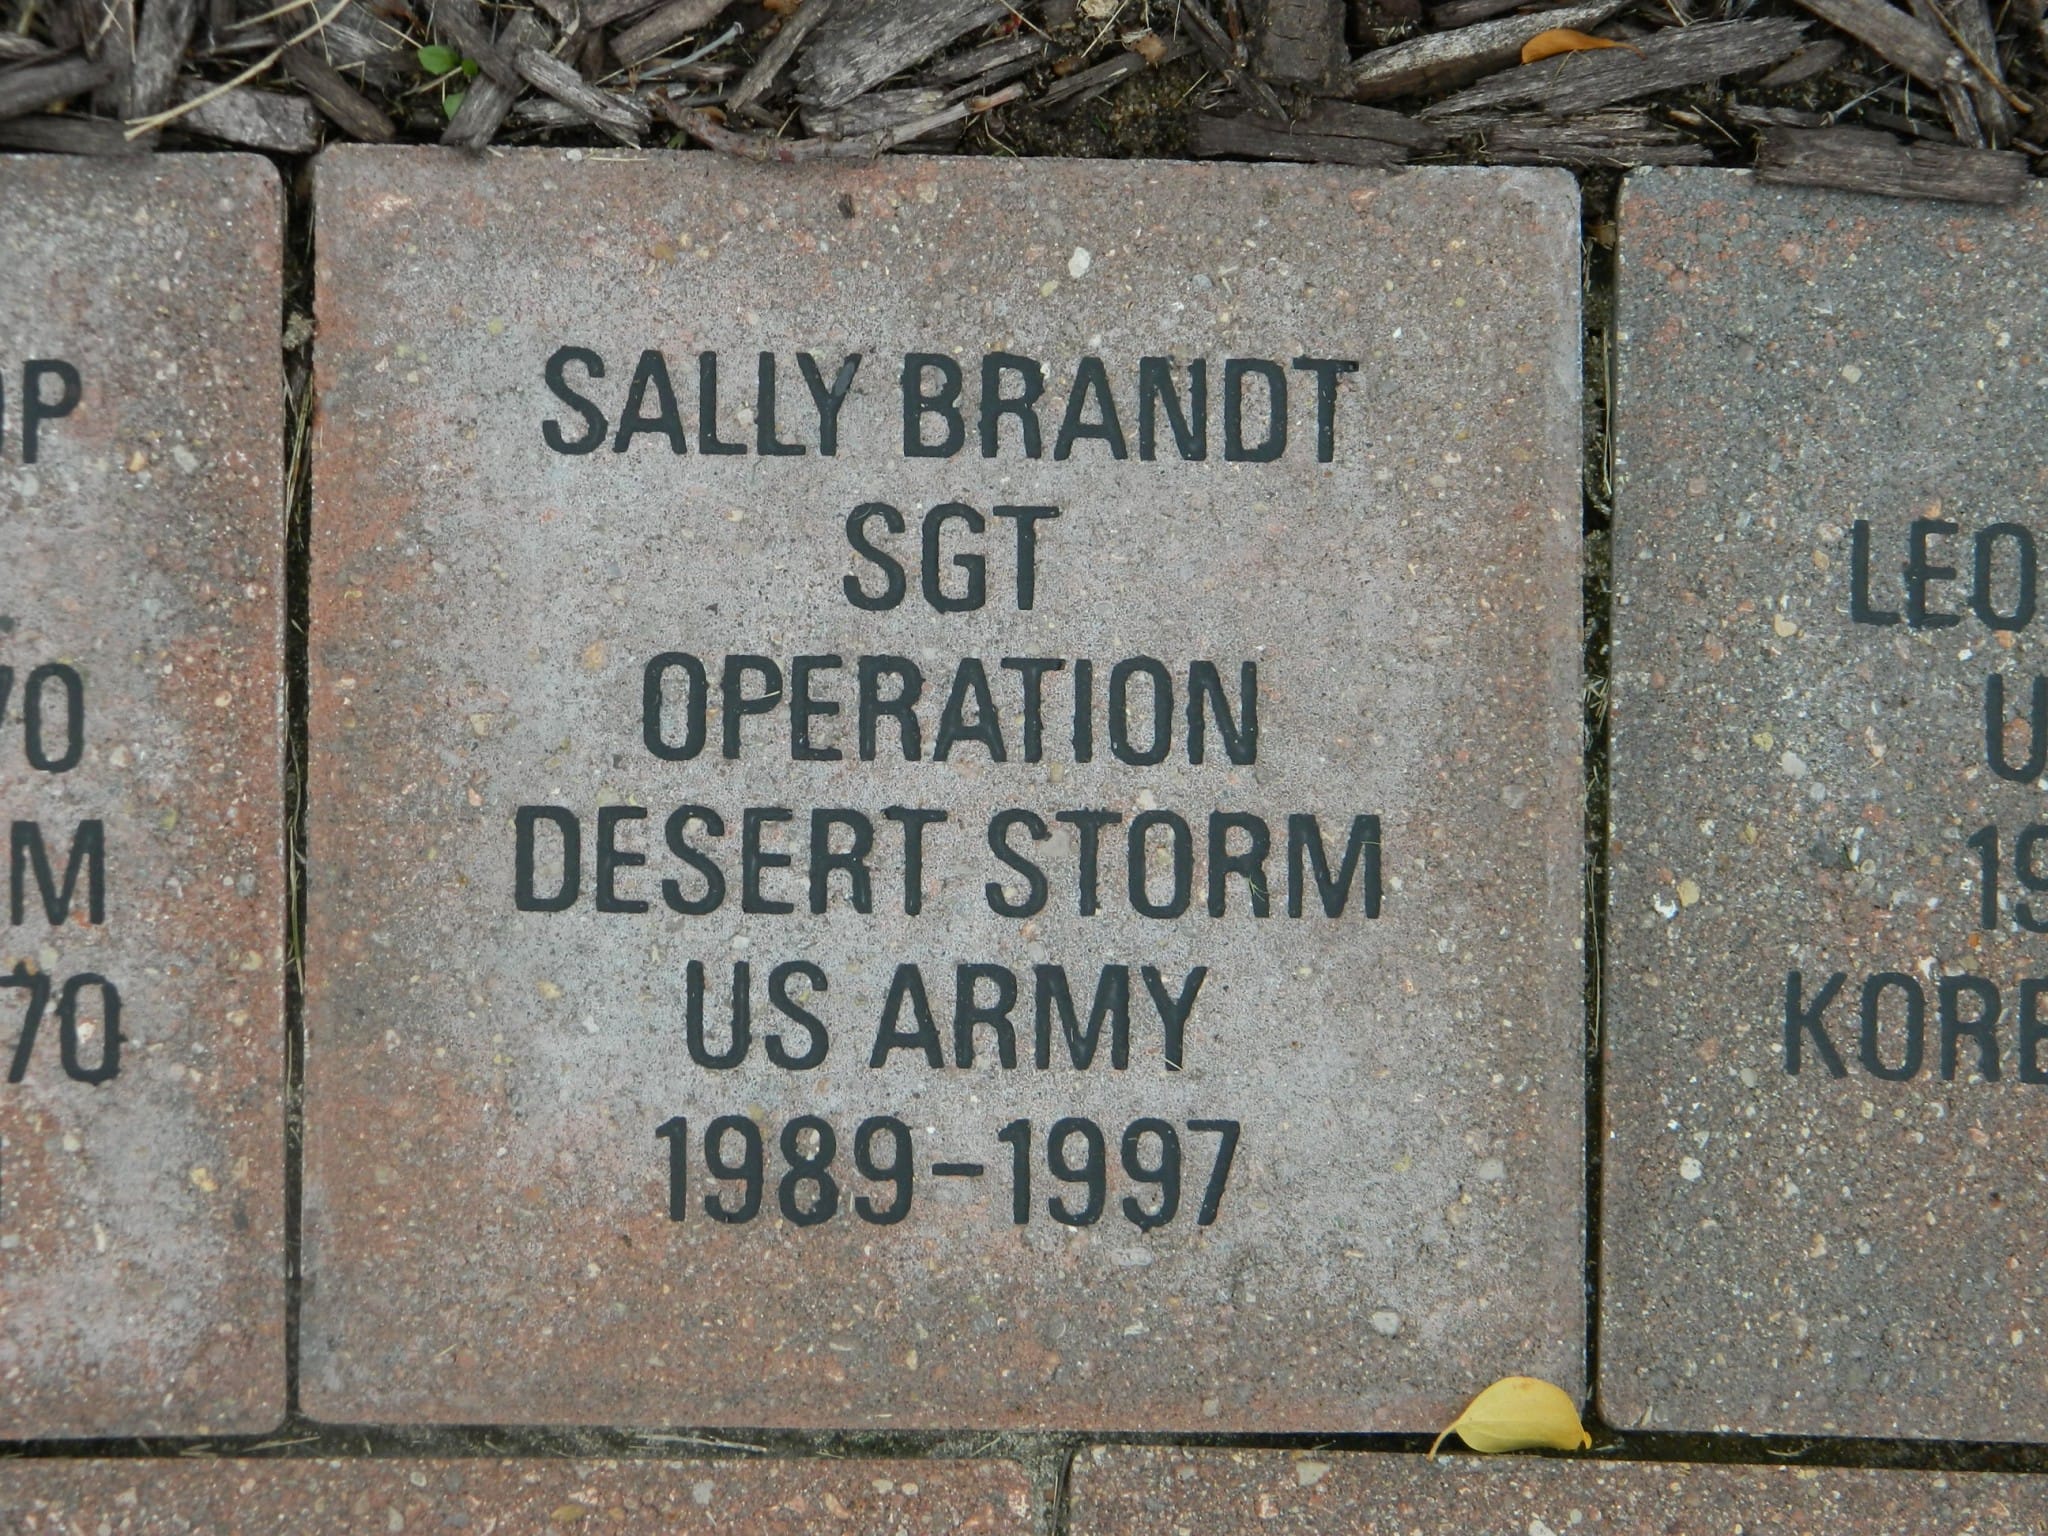 SALLY BRANDT
SGT
OPERATION
DESERT STORM
US ARMY
1989-1997